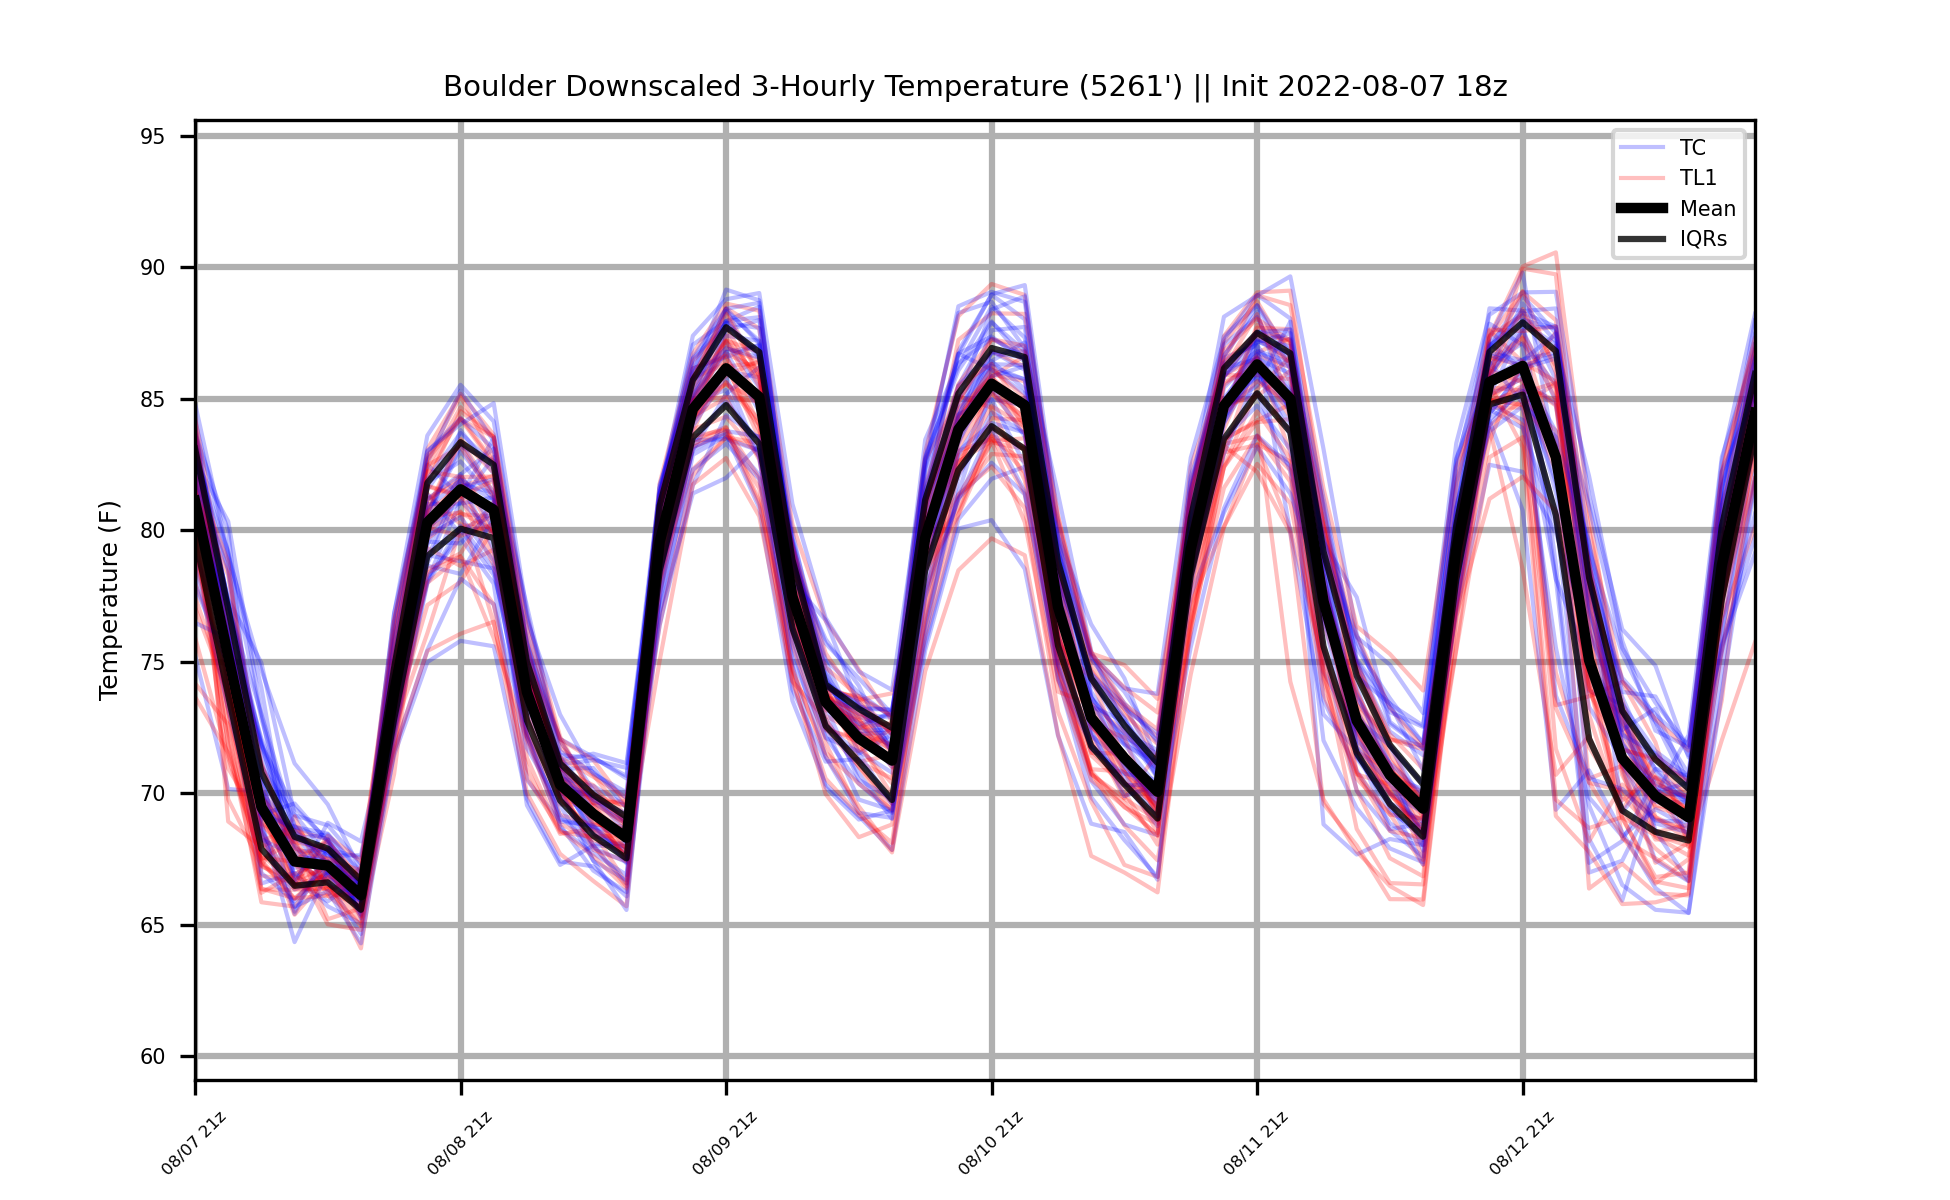 Boulder Downscaled 3-Hourly Temperature (5261') || Init 2022-08-07 18z
TC
TL1
Mean
IQRs
Temperature (F)
95
90
85
80
75
70
65
60
08/07 21z
08/08 21z
08/09 21z
08/10 21z
08/11 21z
08/12 21z